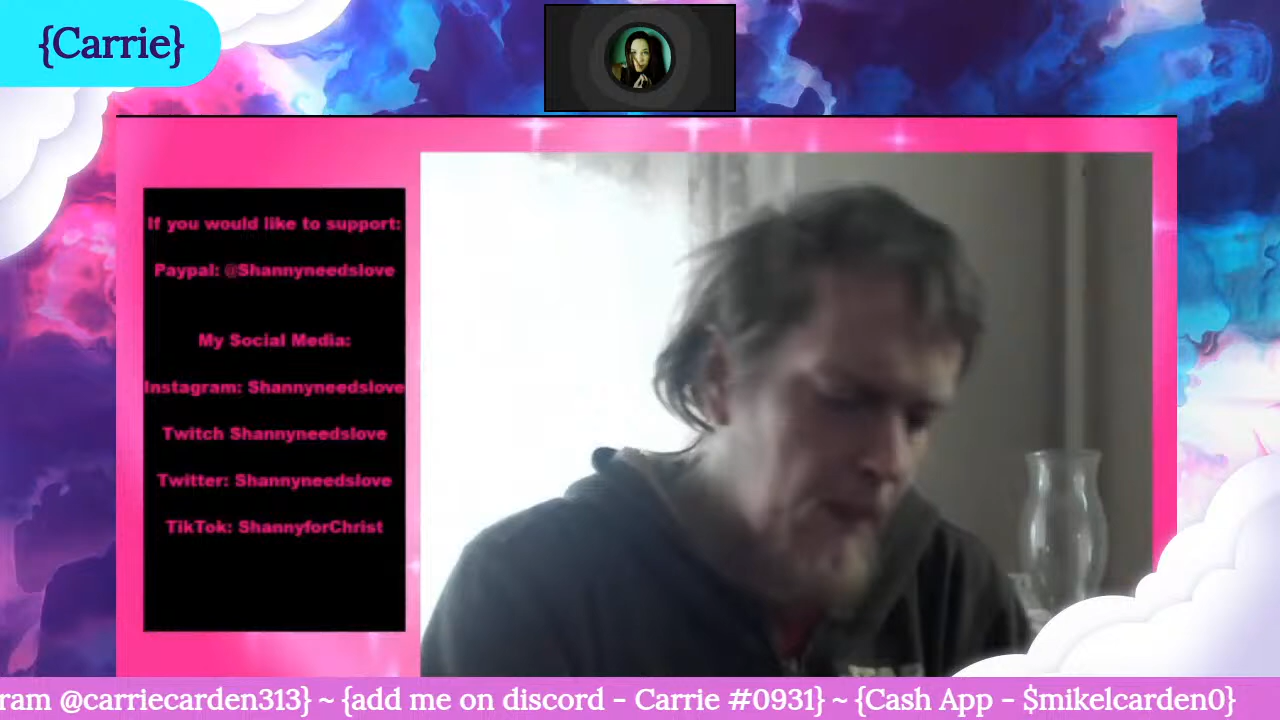 {Carrie}
If you would like to support:
Paypal: @Shannyneedslove
My Social Media:
Instagram: Shannyneedslove
Twitch Shannyneedslove
Twitter: Shannyneedslove
TikTok: ShannyforChrist
ram @carriecarden313} ~ {add me on discord - Carrie #0931} ~ {Cash App - $mikelcarden0}